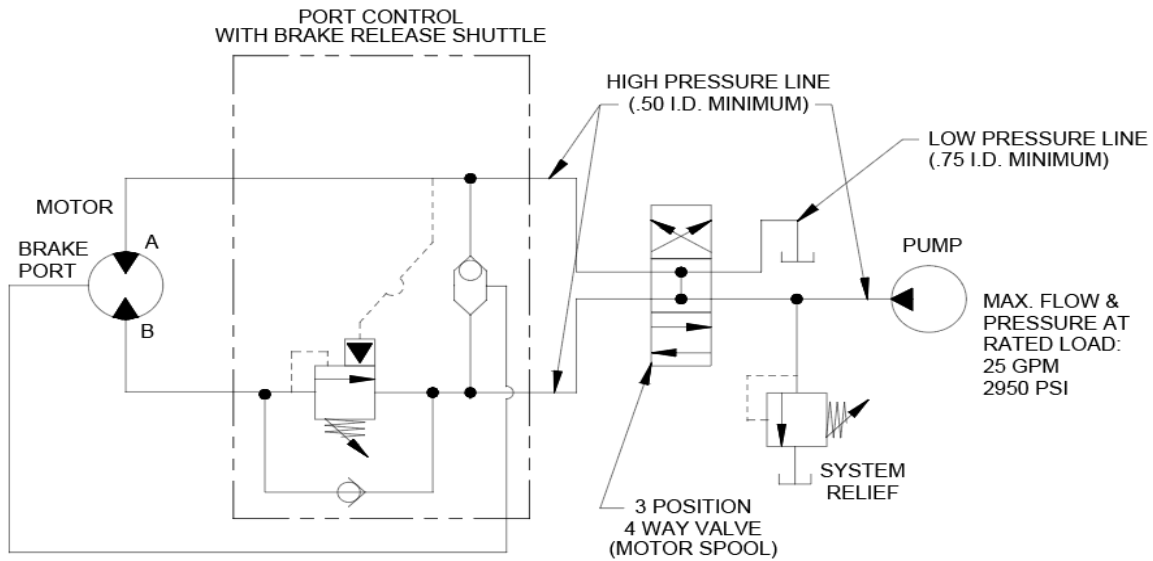 PORT CONTROL
WITH BRAKE RELEASE SHUTTLE
HIGH PRESSURE LINE
(.50 I.D. MINIMUM)
LOW PRESSURE LINE
(.75 I.D. MINIMUM)
MOTOR
A
BRAKE
PORT
B
PUMP
MAX. FLOW &
PRESSURE AT
RATED LOAD:
25 GPM
2950 PSI
SYSTEM
RELIEF
3 POSITION
4 WAY VALVE
(MOTOR SPOOL)